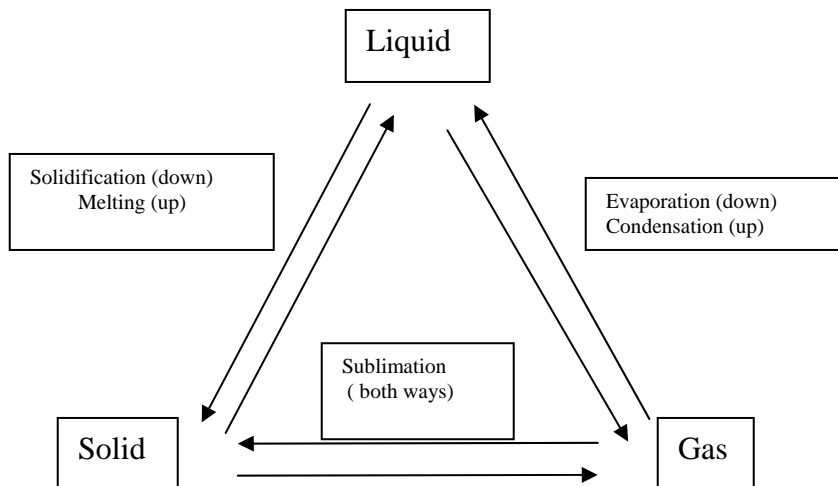 Liquid
Solidification (down)
Melting (up)
Evaporation (down)
Condensation (up)
Sublimation
( both ways)
Solid
Gas